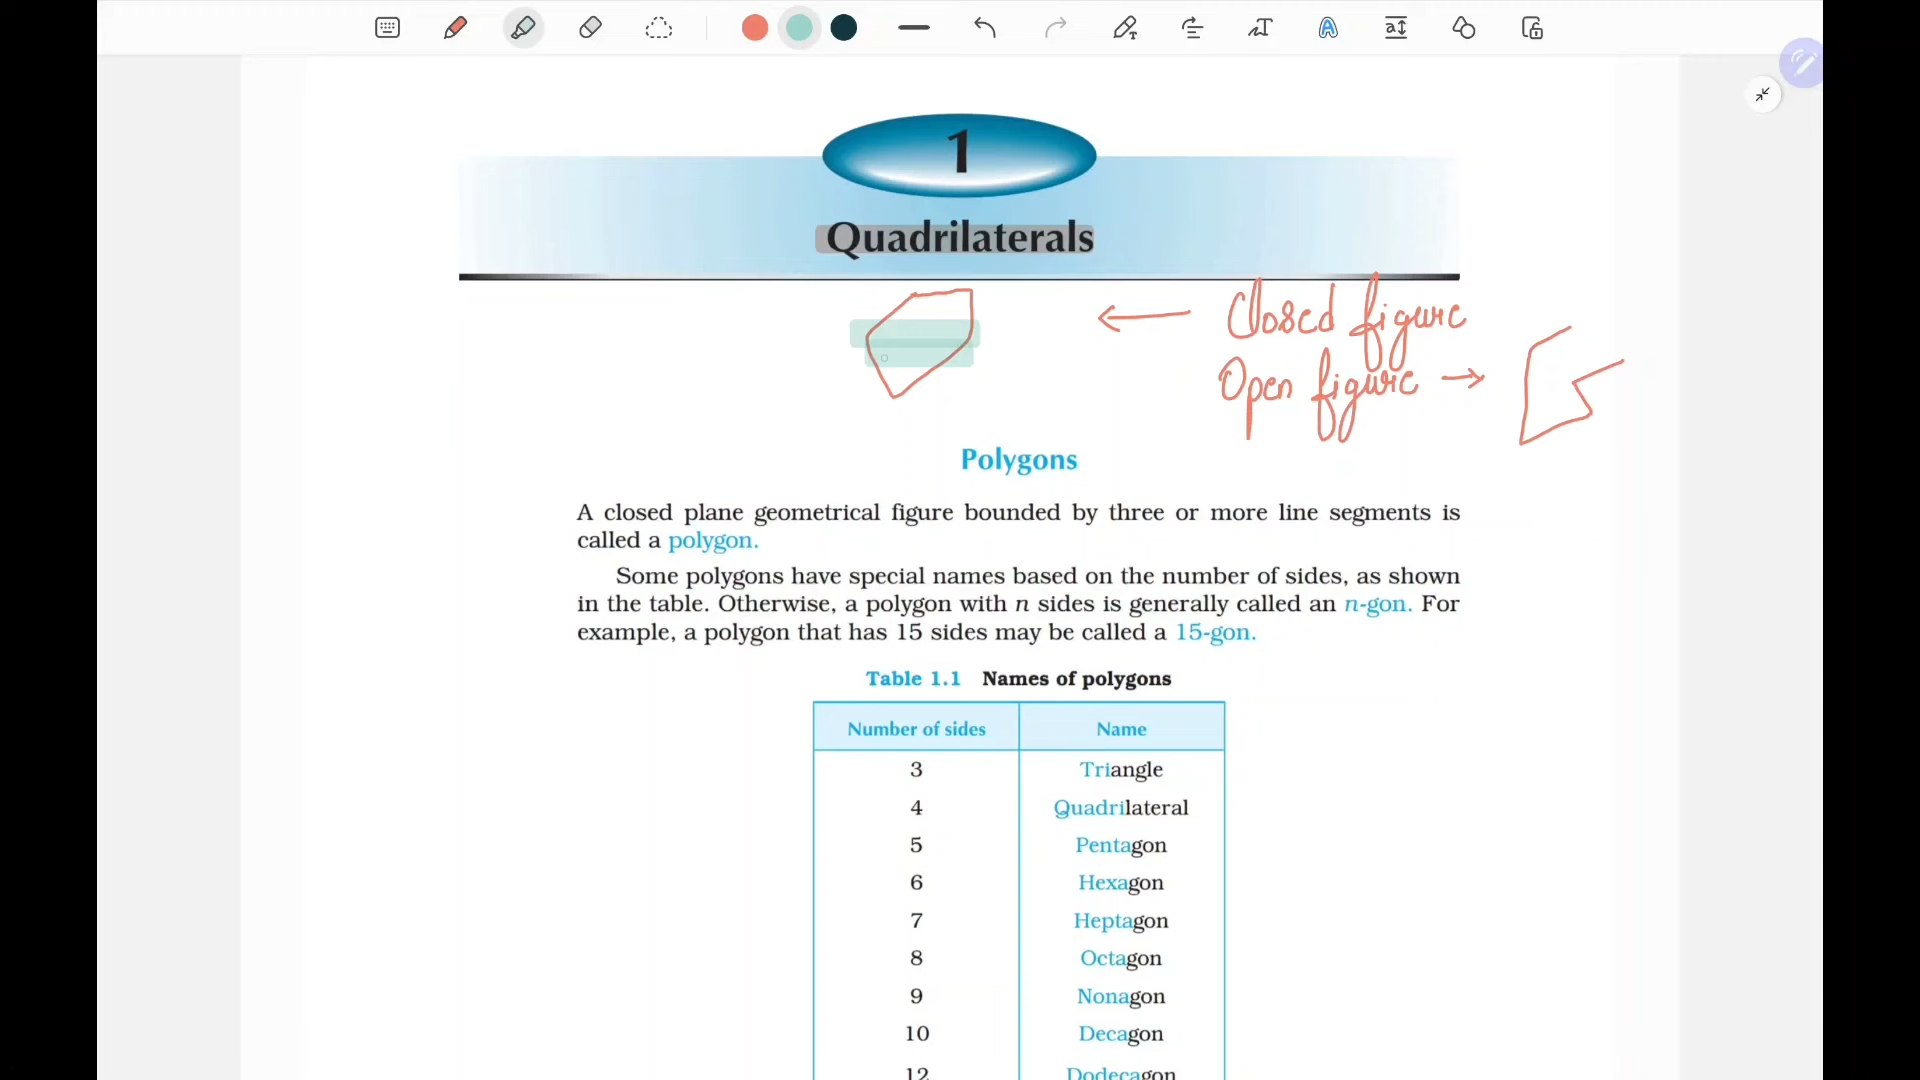 1
Quadrilaterals
← Closed figure
Open figure →
Polygons
A closed plane geometrical figure bounded by three or more line segments is
called a polygon.
Some polygons have special names based on the number of sides, as shown
in the table. Otherwise, a polygon with n sides is generally called an n-gon. For
example, a polygon that has 15 sides may be called a 15-gon.
Table 1.1 Names of polygons
Number of sides Name
3 Triangle
4 Quadrilateral
5 Pentagon
6 Hexagon
7 Heptagon
8 Octagon
9 Nonagon
10 Decagon
12 Dodecagon